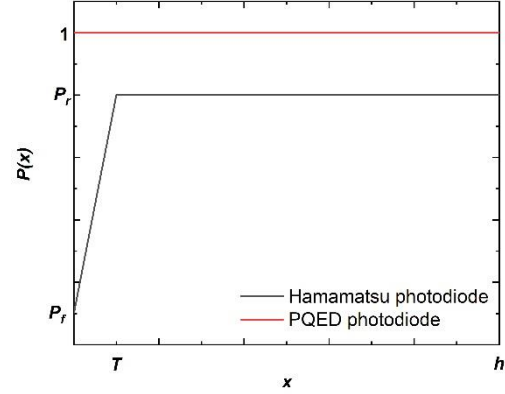 1
P_r
P(x)
P_f
Hamamatsu photodiode
PQED photodiode
T
h
x